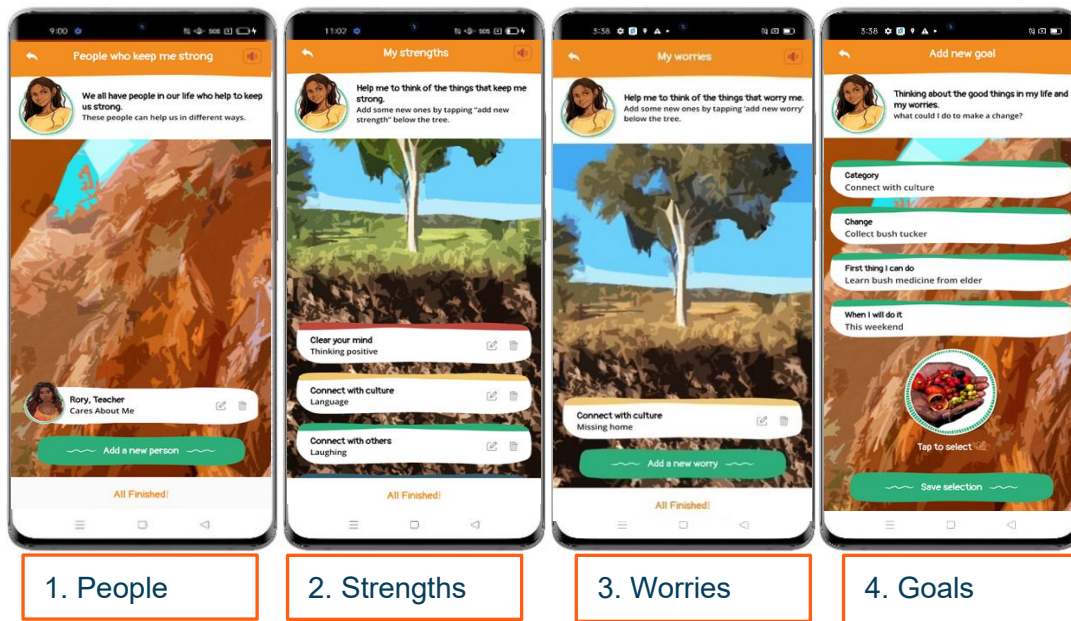 9:00
People who keep me strong
We all have people in our life who help to keep
us strong.
These people can help us in different ways.
Rory, Teacher
Cares About Me
Add a new person
All Finished!
1. People
11:02
My strengths
Help me to think of the things that keep me
strong.
Add some new ones by tapping "add new
strength" below the tree.
Clear your mind
Thinking positive
Connect with culture
Language
Connect with others
Laughing
All Finished!
2. Strengths
5:38
My worries
Help me to think of the things that worry me.
Add some new ones by tapping 'add new worry'
below the tree.
Connect with culture
Missing home
Add a new worry
All Finished!
3. Worries
5:38
Add new goal
Thinking about the good things in my life and
my worries.
what could I do to make a change?
Category
Connect with culture
Change
Collect bush tucker
First thing I can do
Learn bush medicine from elder
When I will do it
This weekend
Tap to select
Save selection
4. Goals